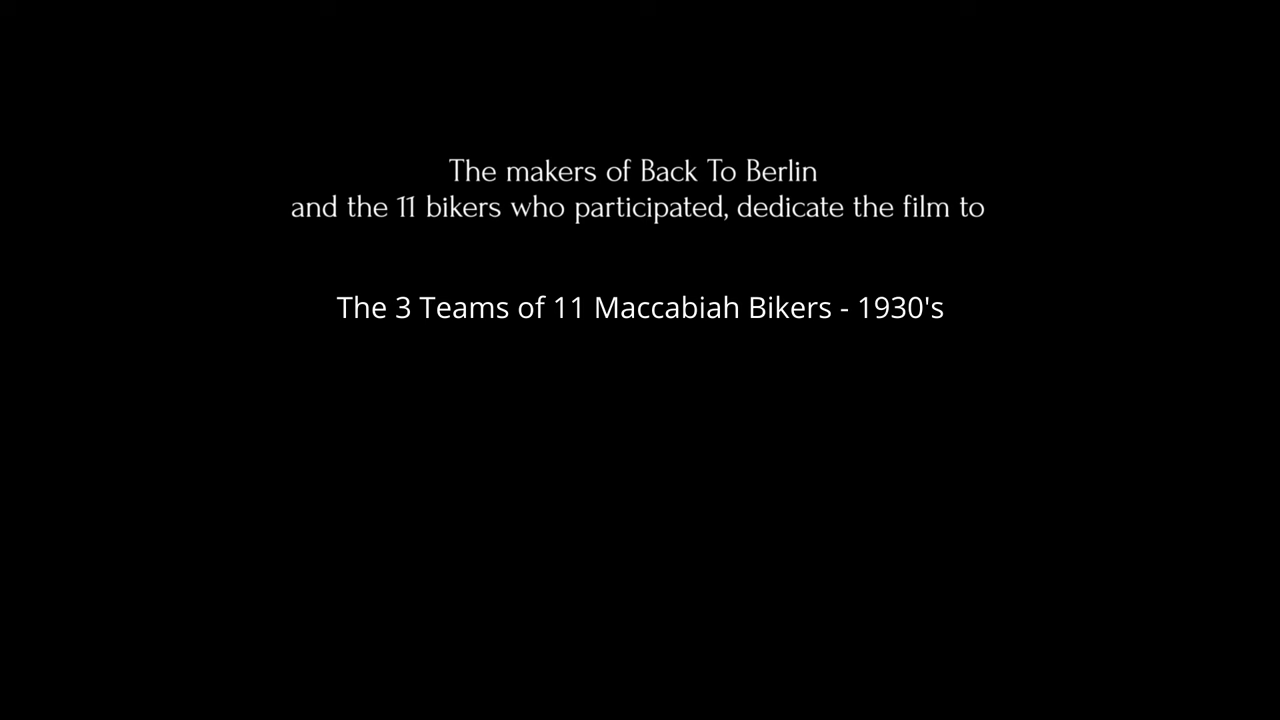 The makers of Back To Berlin
and the 11 bikers who participated, dedicate the film to
The 3 Teams of 11 Maccabiah Bikers - 1930's